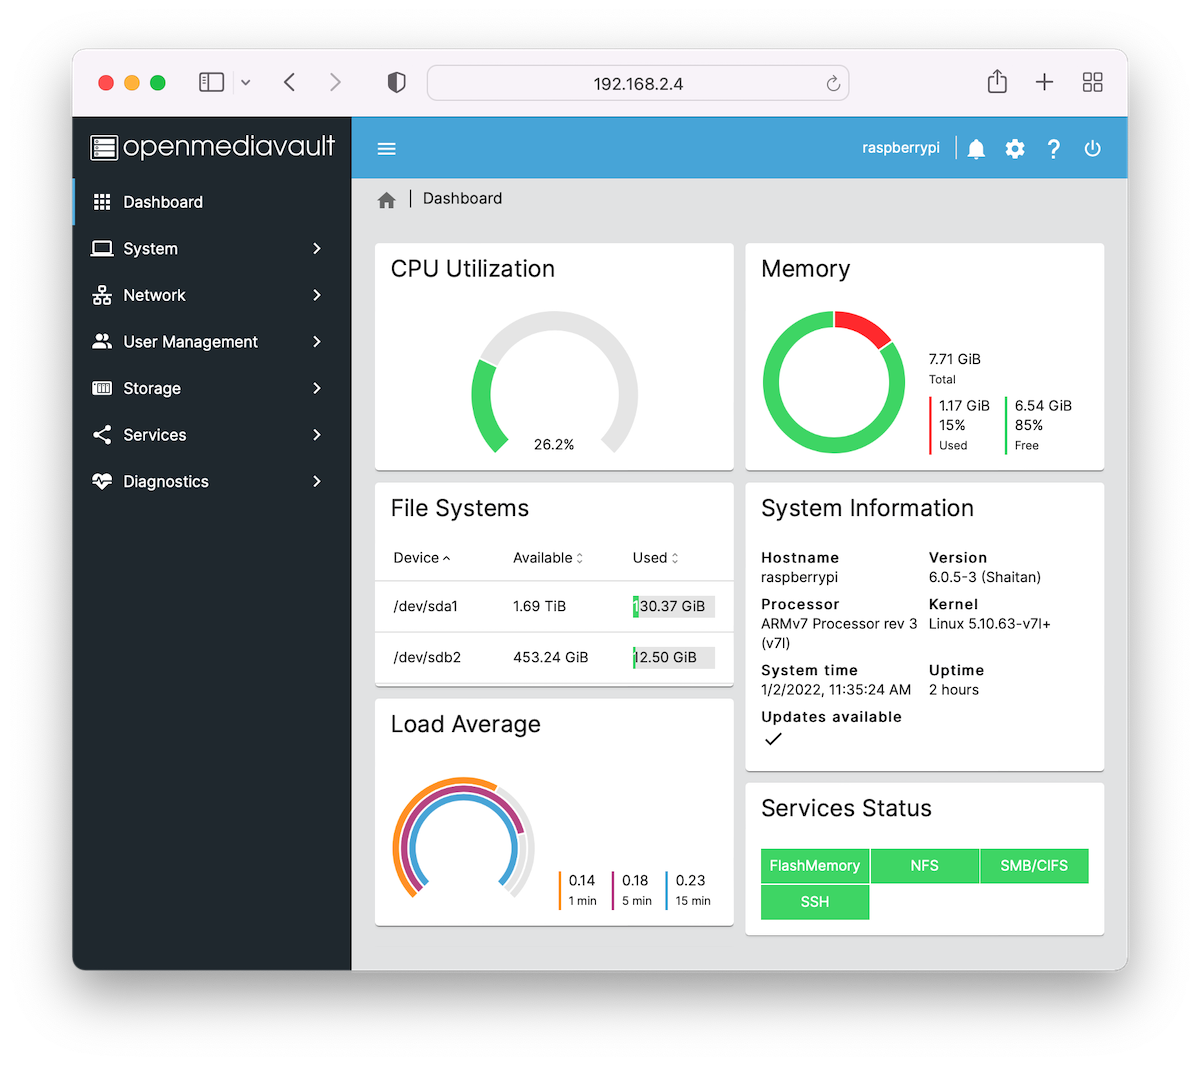 192.168.2.4
openmediavault
raspberrypi
Dashboard
System
Network
User Management
Storage
Services
Diagnostics
Dashboard
CPU Utilization
26.2%
Memory
7.71 GiB
Total
1.17 GiB
15%
Used
6.54 GiB
85%
Free
File Systems
Device Available Used
/dev/sda1 1.69 TiB 130.37 GiB
/dev/sdb2 453.24 GiB 12.50 GiB
System Information
Hostname
raspberrypi
Version
6.0.5-3 (Shaitan)
Processor
ARMv7 Processor rev 3
(v7l)
Kernel
Linux 5.10.63-v7l+
System time
1/2/2022, 11:35:24 AM
Uptime
2 hours
Updates available
Load Average
0.14
1 min
0.18
5 min
0.23
15 min
Services Status
FlashMemory NFS SMB/CIFS
SSH